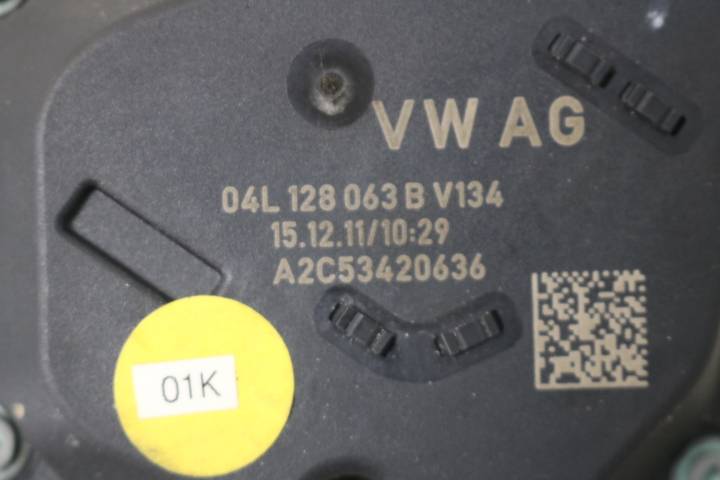 VW AG
04L 128 063 B V134
15.12.11/10:29
A2C53420636
01K